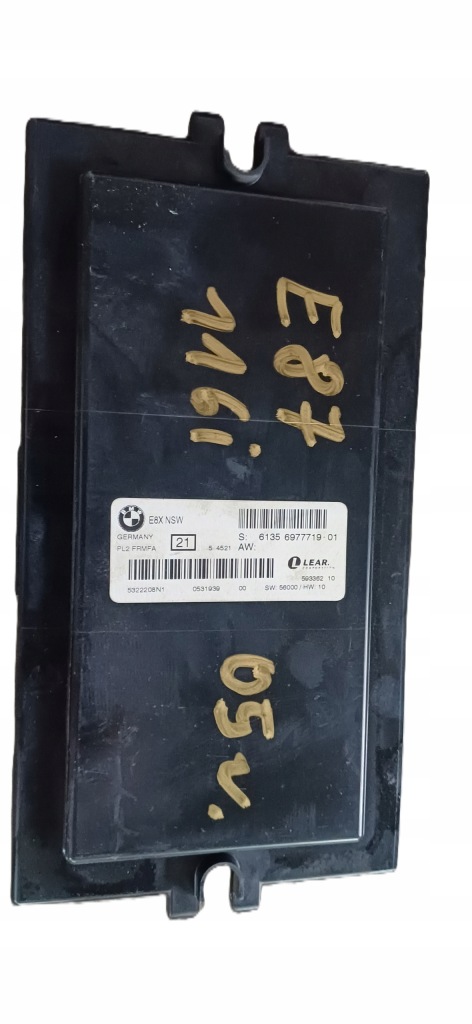 E87
116i
BMW
E8X NSW
GERMANY
PL2 FRMFA
21
5-4521
S: 6135 6977719-01
AW:
LEAR.
593362 10
5322208N1
0531939
00
SW: 56000 / HW: 10
05r.